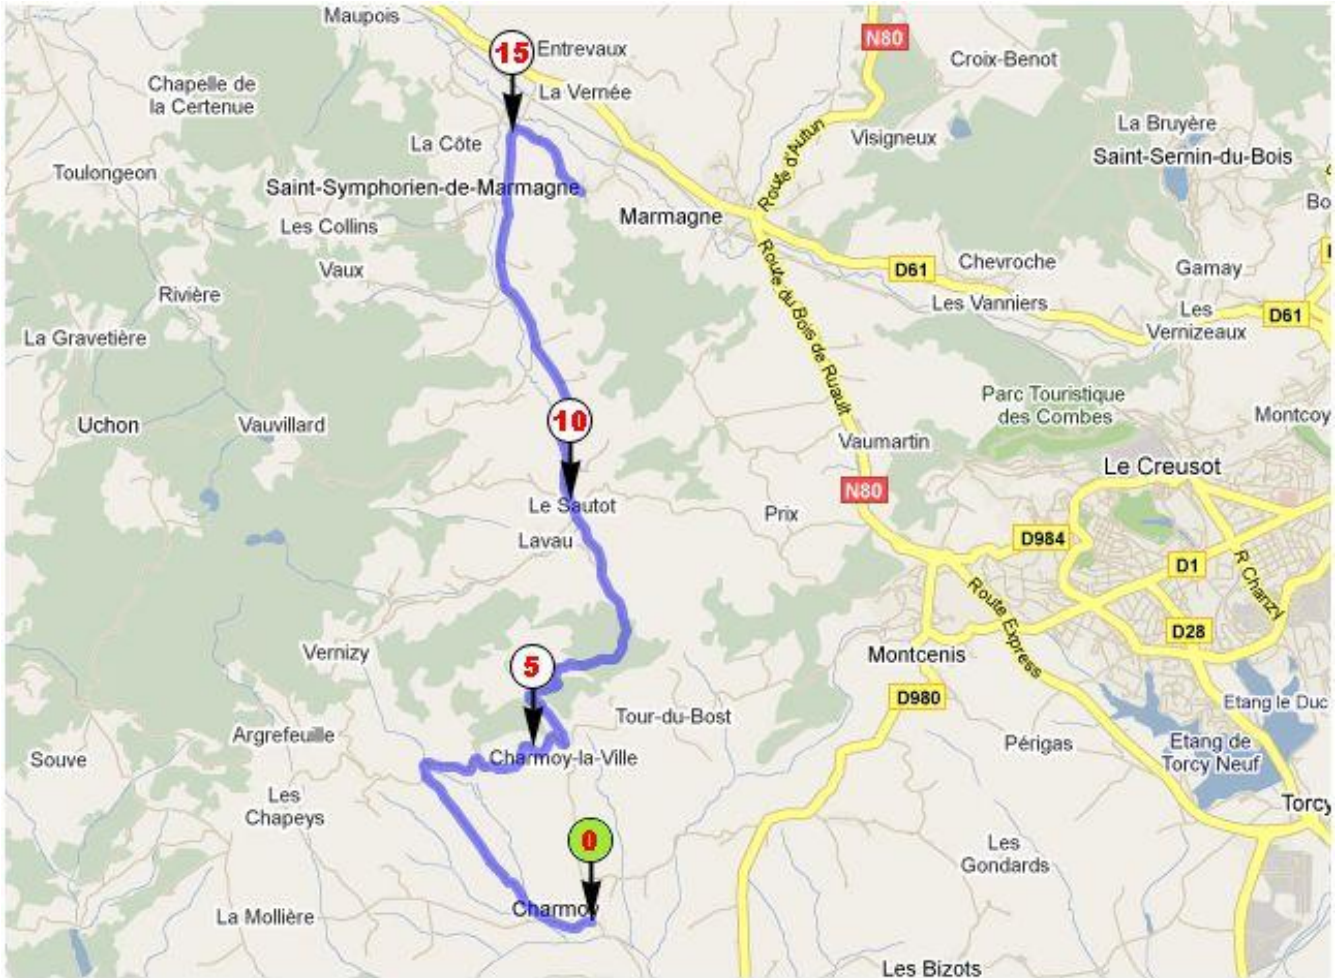 Maupois
15
Entrevaux
N80
Croix-Benot
Chapelle de
la Certenue
La Vernée
Route d'Autun
Visigneux
La Bruyère
La Côte
Saint-Sernin-du-Bois
Toulongeon
Saint-Symphorien-de-Marmagne
Marmagne
Bo
Les Collins
Vaux
D61
Chevroche
Gamay
Rivière
Les Vanniers
Les
Vernizeaux
D61
La Gravetière
Route du Bois de Ruault
Parc Touristique
des Combes
Uchon
Vauvillard
10
Montcoy
Vaumartin
Le Creusot
N80
Le Sautot
Prix
Lavau
D984
D1
R Chanzy
Route Express
D28
Vernizy
5
Montcenis
D980
Tour-du-Bost
Etang le Duc
Argrefeuille
Périgas
Etang de
Torcy Neuf
Souve
Charmoy-la-Ville
Les
Chapeys
Torcy
0
Les
Gondards
La Mollière
Charmoy
Les Bizots